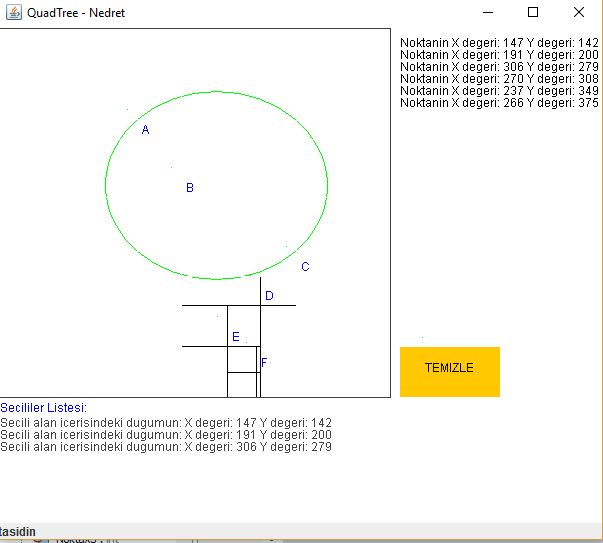 QuadTree - Nedret
Noktanin X degeri: 147 Y degeri: 142
Noktanin X degeri: 191 Y degeri: 200
Noktanin X degeri: 306 Y degeri: 279
Noktanin X degeri: 270 Y degeri: 308
Noktanin X degeri: 237 Y degeri: 349
Noktanin X degeri: 266 Y degeri: 375
A
B
C
D
E
F
TEMIZLE
Secililer Listesi:
Secili alan icerisindeki dugumun: X degeri: 147 Y degeri: 142
Secili alan icerisindeki dugumun: X degeri: 191 Y degeri: 200
Secili alan icerisindeki dugumun: X degeri: 306 Y degeri: 279
tasidin